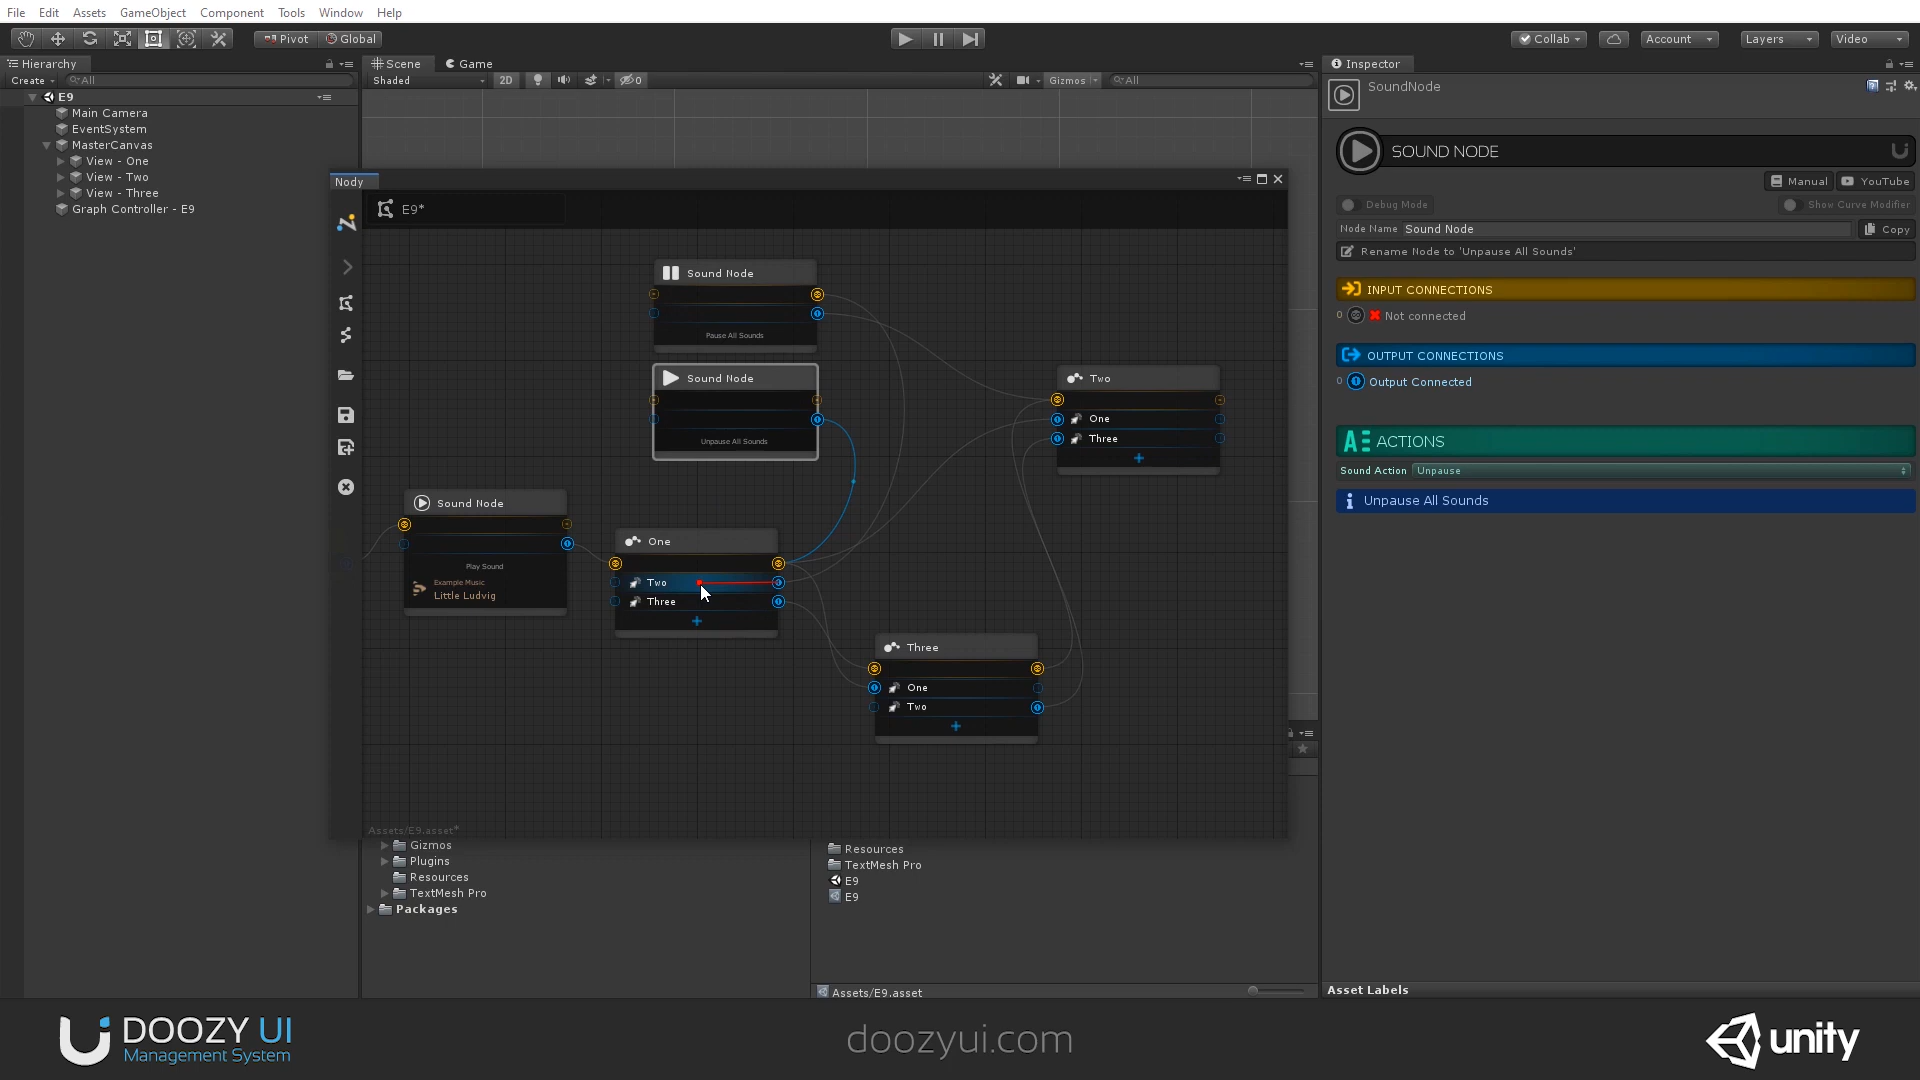 File Edit Assets GameObject Component Tools Window Help
Pivot Global Collab Account Layers Video
Hierarchy
Create All
E9
Main Camera
EventSystem
MasterCanvas
View - One
View - Two
View - Three
Graph Controller - E9
Scene Game
Shaded 2D 0 Gizmos All
Nody
E9*
Sound Node
Pause All Sounds
Sound Node
Unpause All Sounds
Sound Node
Play Sound
Example Music
Little Ludvig
One
Two
Three
Two
One
Three
Three
One
Two
Assets/E9.asset*
Gizmos
Plugins
Resources
TextMesh Pro
Packages
Resources
TextMesh Pro
E9
E9
Assets/E9.asset
Inspector
SoundNode
SOUND NODE
Manual YouTube
Debug Mode Show Curve Modifier
Node Name Sound Node Copy
Rename Node to 'Unpause All Sounds'
INPUT CONNECTIONS
0 Not connected
OUTPUT CONNECTIONS
0 Output Connected
ACTIONS
Sound Action Unpause
Unpause All Sounds
Asset Labels
DOOZY UI
Management System
doozyui.com
unity